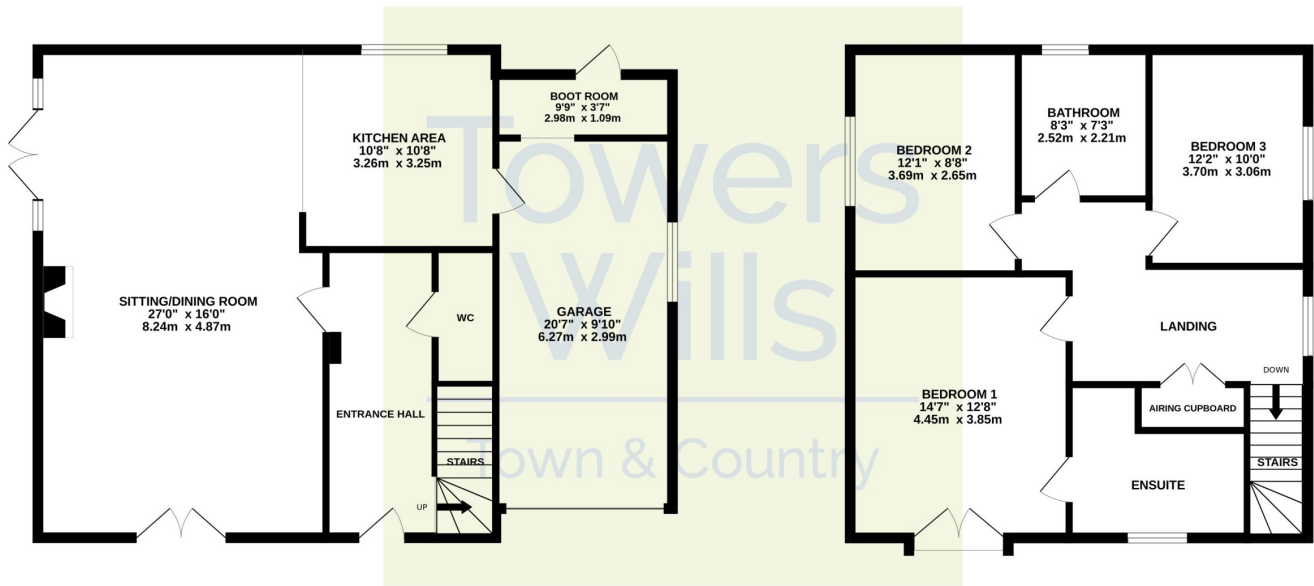 BOOT ROOM
9'9" x 3'7"
2.98m x 1.09m
KITCHEN AREA
10'8" x 10'8"
3.26m x 3.25m
SITTING/DINING ROOM
27'0" x 16'0"
8.24m x 4.87m
WC
GARAGE
20'7" x 9'10"
6.27m x 2.99m
ENTRANCE HALL
STAIRS
UP
BATHROOM
8'3" x 7'3"
2.52m x 2.21m
BEDROOM 2
12'1" x 8'8"
3.69m x 2.65m
BEDROOM 3
12'2" x 10'0"
3.70m x 3.06m
LANDING
DOWN
BEDROOM 1
14'7" x 12'8"
4.45m x 3.85m
AIRING CUPBOARD
STAIRS
ENSUITE
Towers
Wills
Town & Country